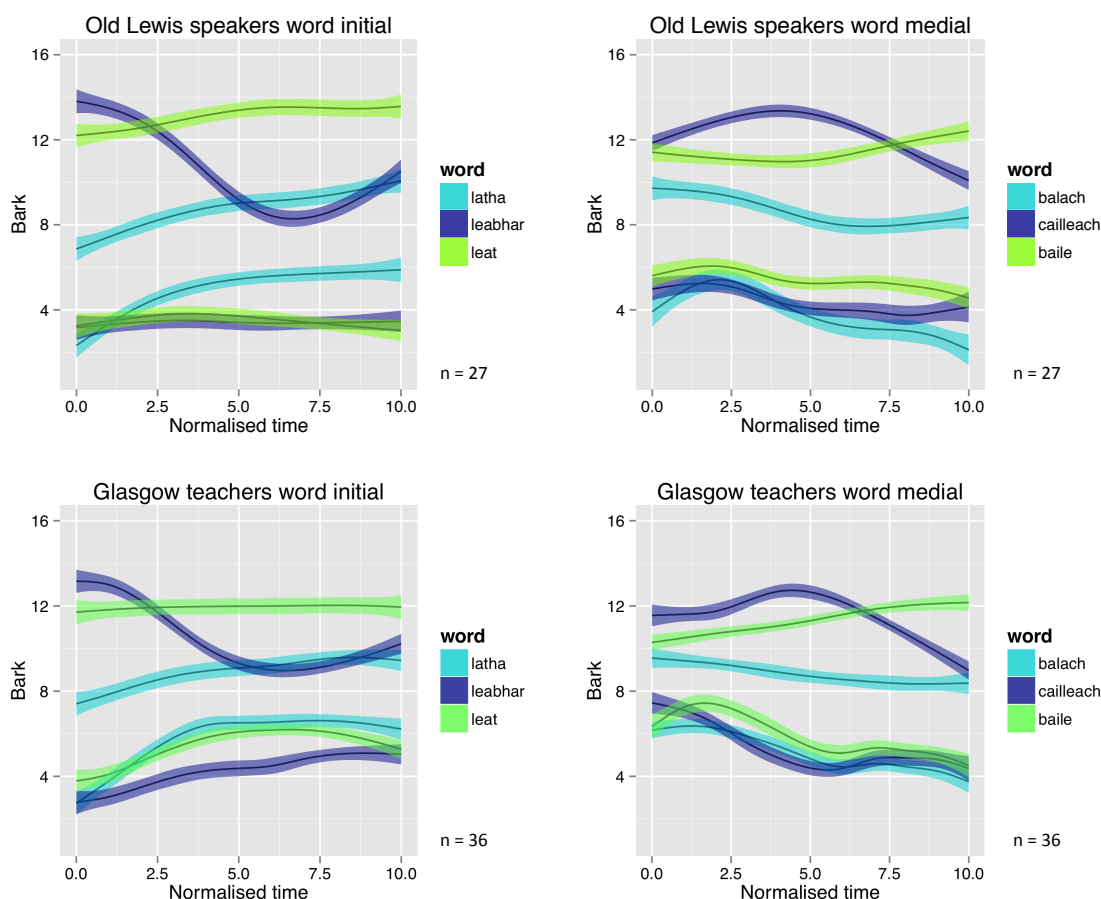 Old Lewis speakers word initial
16
12
8
4
Bark
0.0 2.5 5.0 7.5 10.0
Normalised time
word
latha
leabhar
leat
n = 27
Old Lewis speakers word medial
16
12
8
4
Bark
0.0 2.5 5.0 7.5 10.0
Normalised time
word
balach
cailleach
baile
n = 27
Glasgow teachers word initial
16
12
8
4
Bark
0.0 2.5 5.0 7.5 10.0
Normalised time
word
latha
leabhar
leat
n = 36
Glasgow teachers word medial
16
12
8
4
Bark
0.0 2.5 5.0 7.5 10.0
Normalised time
word
balach
cailleach
baile
n = 36